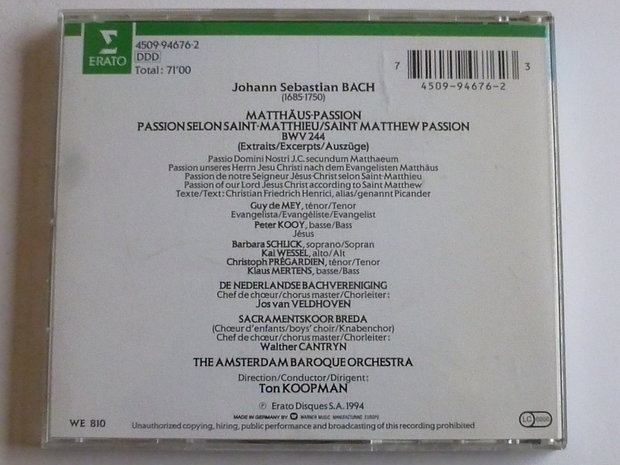 ERATO
4509-94676-2
DDD
Total: 71'00
7 4509-94676-2 3
Johann Sebastian BACH
(1685-1750)
MATTHÄUS-PASSION
PASSION SELON SAINT-MATTHIEU/SAINT MATTHEW PASSION
BWV 244
(Extraits/Excerpts/Auszüge)
Passio Domini Nostri J.C. secundum Matthaeum
Passion unseres Herrn Jesu Christi nach dem Evangelisten Matthäus
Passion de notre Seigneur Jésus-Christ selon Saint-Matthieu
Passion of our Lord Jesus Christ according to Saint Matthew
Texte/Text: Christian Friedrich Henrici, alias/genannt Picander
Guy de MEY, ténor/Tenor
Evangelista/Evangéliste/Evangelist
Peter KOOY, basse/Bass
Jésus
Barbara SCHLICK, soprano/Sopran
Kai WESSEL, alto/Alt
Christoph PRÉGARDIEN, ténor/Tenor
Klaus MERTENS, basse/Bass
DE NEDERLANDSE BACHVERENIGING
Chef de chœur/chorus master/Chorleiter:
Jos van VELDHOVEN
SACRAMENTSKOOR BREDA
(Chœur d'enfants/boys' choir/Knabenchor)
Chef de chœur/chorus master/Chorleiter:
Walther CANTRYN
THE AMSTERDAM BAROQUE ORCHESTRA
Direction/Conductor/Dirigent:
Ton KOOPMAN
℗ Erato Disques S.A. 1994
WE 810
MADE IN GERMANY BY WARNER MUSIC MANUFACTURING EUROPE
LC
Unauthorized copying, hiring, public performance and broadcasting of this recording prohibited